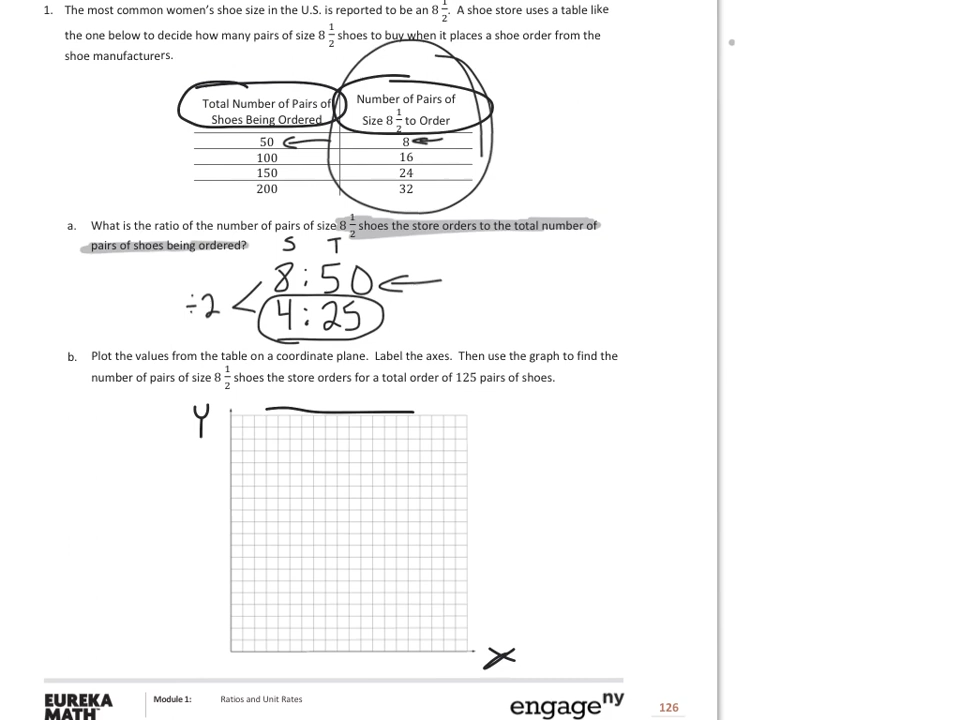 1. The most common women's shoe size in the U.S. is reported to be an 8 1/2. A shoe store uses a table like
the one below to decide how many pairs of size 8 1/2 shoes to buy when it places a shoe order from the
shoe manufacturers.
Total Number of Pairs of Shoes Being Ordered | Number of Pairs of Size 8 1/2 to Order
50 | 8
100 | 16
150 | 24
200 | 32
a. What is the ratio of the number of pairs of size 8 1/2 shoes the store orders to the total number of
pairs of shoes being ordered?
S T
8 : 50
÷2 4 : 25
b. Plot the values from the table on a coordinate plane. Label the axes. Then use the graph to find the
number of pairs of size 8 1/2 shoes the store orders for a total order of 125 pairs of shoes.
Y
X
EUREKA
MATH™
Module 1: Ratios and Unit Rates
engageny
126